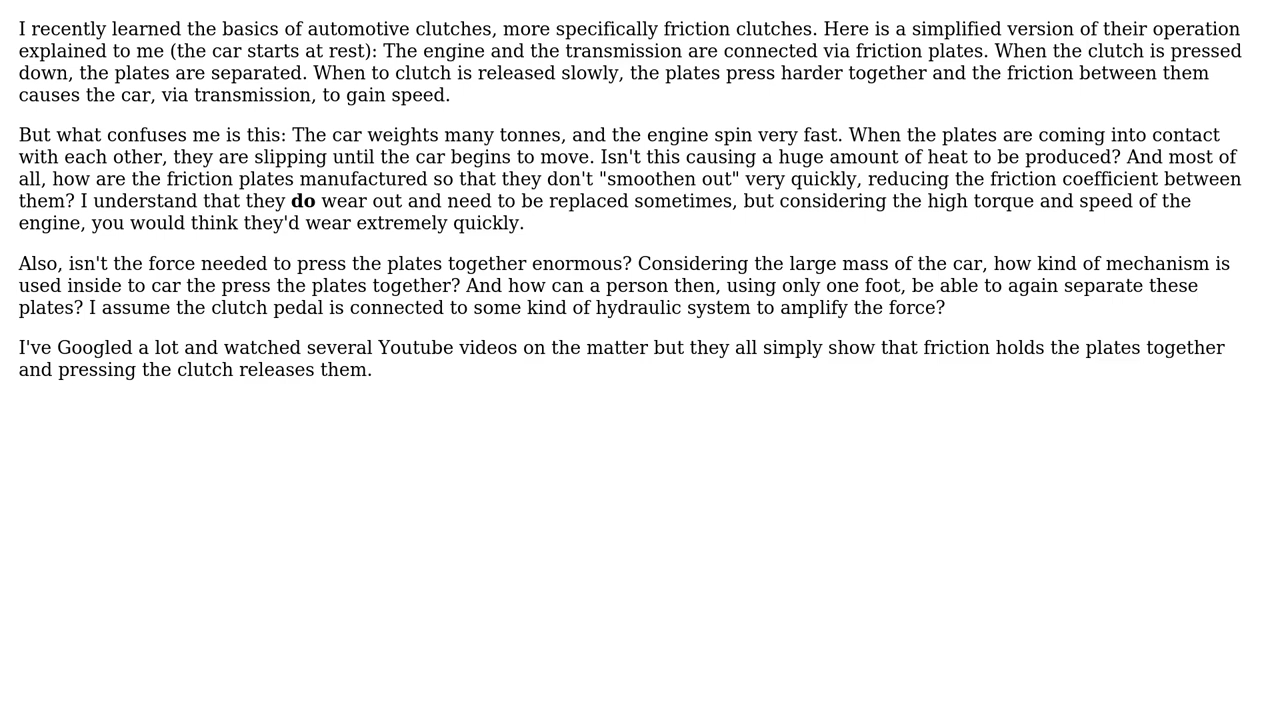 I recently learned the basics of automotive clutches, more specifically friction clutches. Here is a simplified version of their operation
explained to me (the car starts at rest): The engine and the transmission are connected via friction plates. When the clutch is pressed
down, the plates are separated. When to clutch is released slowly, the plates press harder together and the friction between them
causes the car, via transmission, to gain speed.
But what confuses me is this: The car weights many tonnes, and the engine spin very fast. When the plates are coming into contact
with each other, they are slipping until the car begins to move. Isn't this causing a huge amount of heat to be produced? And most of
all, how are the friction plates manufactured so that they don't "smoothen out" very quickly, reducing the friction coefficient between
them? I understand that they do wear out and need to be replaced sometimes, but considering the high torque and speed of the
engine, you would think they'd wear extremely quickly.
Also, isn't the force needed to press the plates together enormous? Considering the large mass of the car, how kind of mechanism is
used inside to car the press the plates together? And how can a person then, using only one foot, be able to again separate these
plates? I assume the clutch pedal is connected to some kind of hydraulic system to amplify the force?
I've Googled a lot and watched several Youtube videos on the matter but they all simply show that friction holds the plates together
and pressing the clutch releases them.